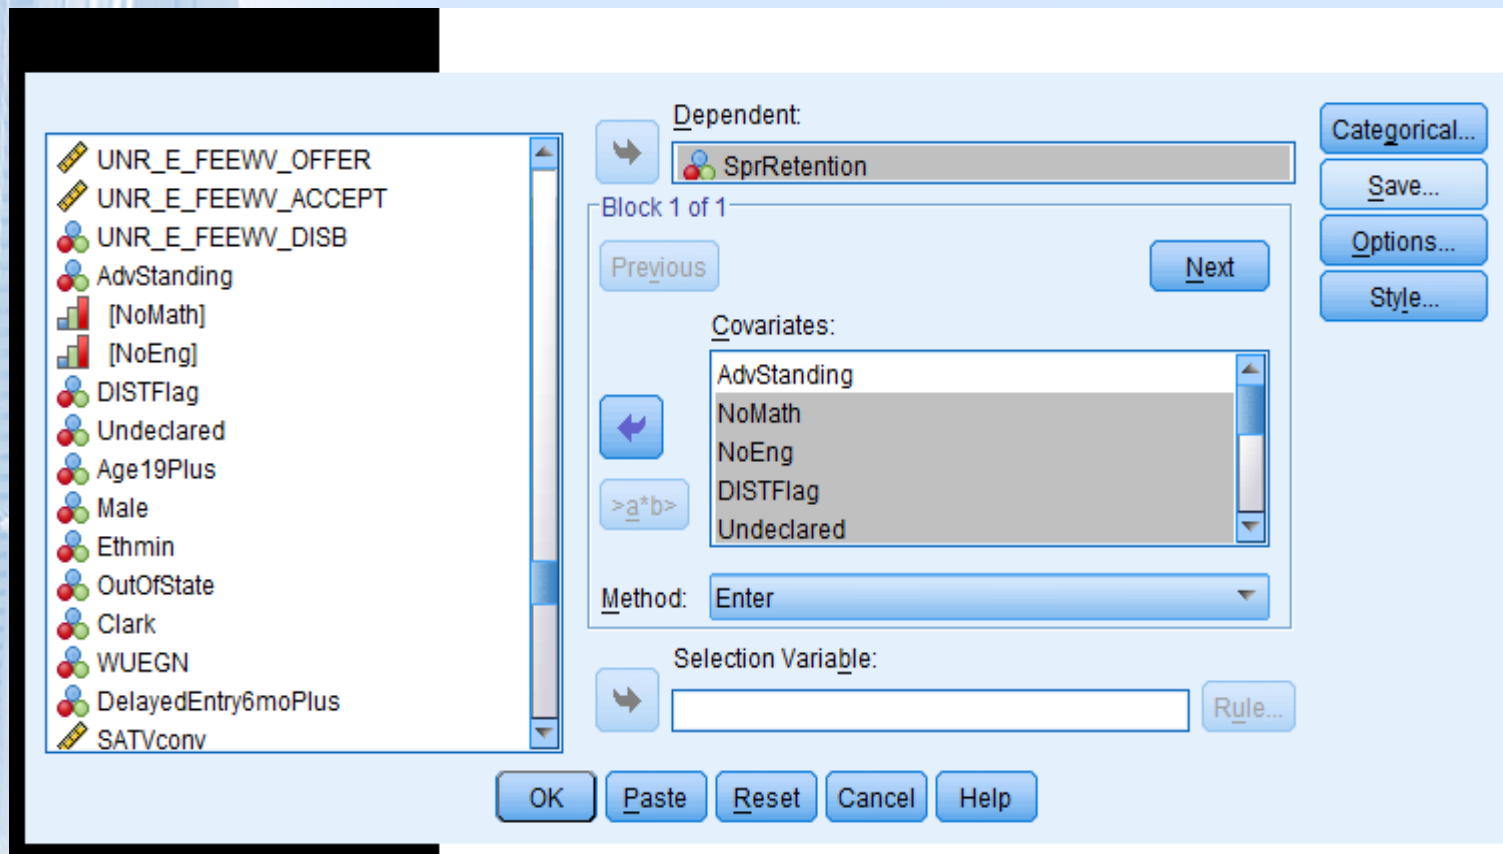 UNR_E_FEEWV_OFFER
UNR_E_FEEWV_ACCEPT
UNR_E_FEEWV_DISB
AdvStanding
[NoMath]
[NoEng]
DISTFlag
Undeclared
Age19Plus
Male
Ethmin
OutOfState
Clark
WUEGN
DelayedEntry6moPlus
SATVconv
Dependent:
SprRetention
Block 1 of 1
Previous
Next
Covariates:
AdvStanding
NoMath
NoEng
DISTFlag
Undeclared
>a*b>
Method: Enter
Selection Variable:
Rule...
Categorical...
Save...
Options...
Style...
OK Paste Reset Cancel Help